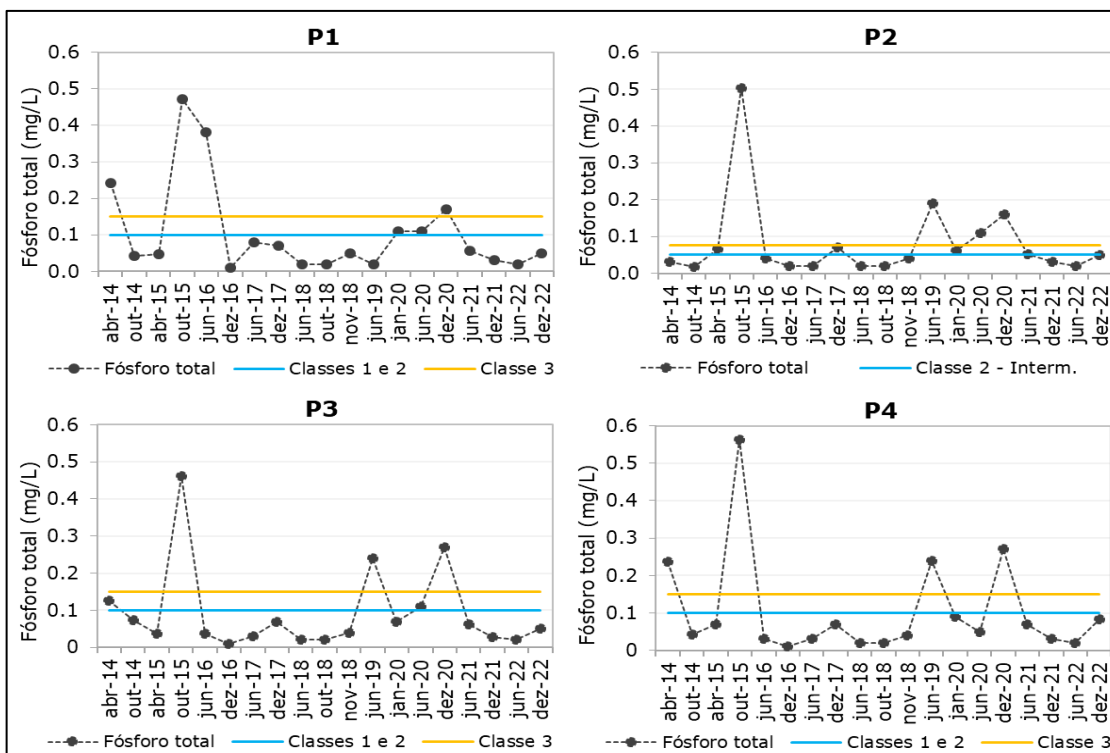 P1
Fósforo total (mg/L)
0.6
0.5
0.4
0.3
0.2
0.1
0.0
abr-14
out-14
abr-15
out-15
jun-16
dez-16
jun-17
dez-17
jun-18
out-18
nov-18
jun-19
jan-20
jun-20
dez-20
jun-21
dez-21
jun-22
dez-22
Fósforo total
Classes 1 e 2
Classe 3
P2
Fósforo total (mg/L)
0.6
0.5
0.4
0.3
0.2
0.1
0.0
abr-14
out-14
abr-15
out-15
jun-16
dez-16
jun-17
dez-17
jun-18
out-18
nov-18
jun-19
jan-20
jun-20
dez-20
jun-21
dez-21
jun-22
dez-22
Fósforo total
Classe 2 - Interm.
P3
Fósforo total (mg/L)
0.6
0.5
0.4
0.3
0.2
0.1
0
abr-14
out-14
abr-15
out-15
jun-16
dez-16
jun-17
dez-17
jun-18
out-18
nov-18
jun-19
jan-20
jun-20
dez-20
jun-21
dez-21
jun-22
dez-22
Fósforo total
Classes 1 e 2
Classe 3
P4
Fósforo total (mg/L)
0.6
0.5
0.4
0.3
0.2
0.1
0
abr-14
out-14
abr-15
out-15
jun-16
dez-16
jun-17
dez-17
jun-18
out-18
nov-18
jun-19
jan-20
jun-20
dez-20
jun-21
dez-21
jun-22
dez-22
Fósforo total
Classes 1 e 2
Classe 3